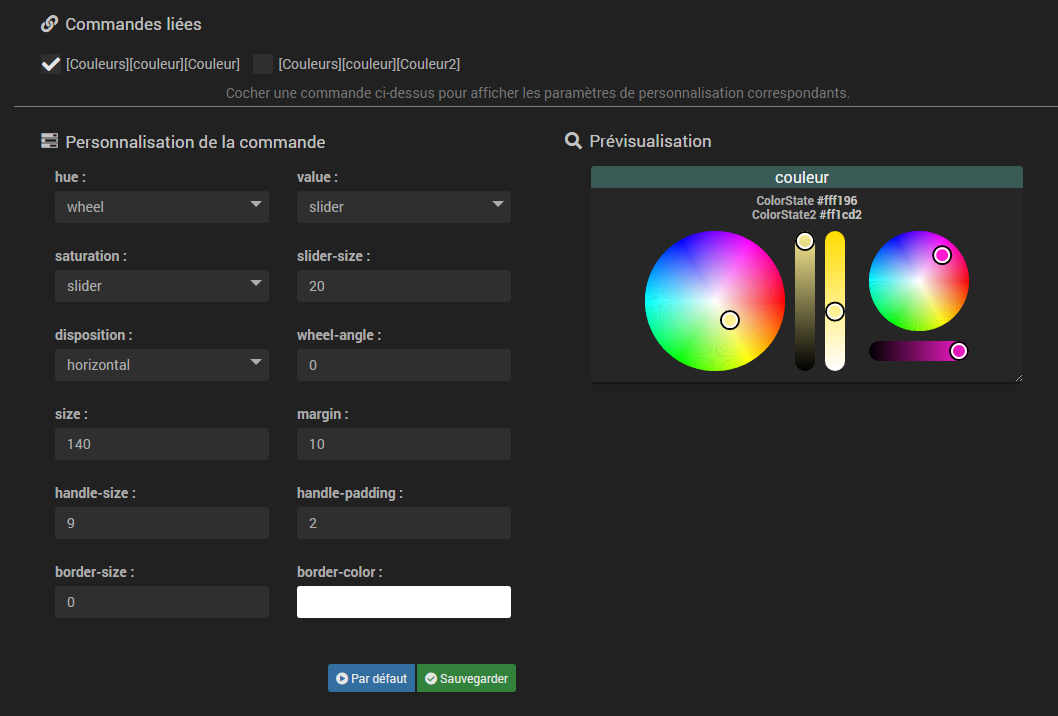 Commandes liées
[Couleurs][couleur][Couleur] [Couleurs][couleur][Couleur2]
Cocher une commande ci-dessus pour afficher les paramètres de personnalisation correspondants.
Personnalisation de la commande
hue : value :
wheel slider
saturation : slider-size :
slider 20
disposition : wheel-angle :
horizontal 0
size : margin :
140 10
handle-size : handle-padding :
9 2
border-size : border-color :
0
Par défaut Sauvegarder
Prévisualisation
couleur
ColorState #fff196
ColorState2 #ff1cd2